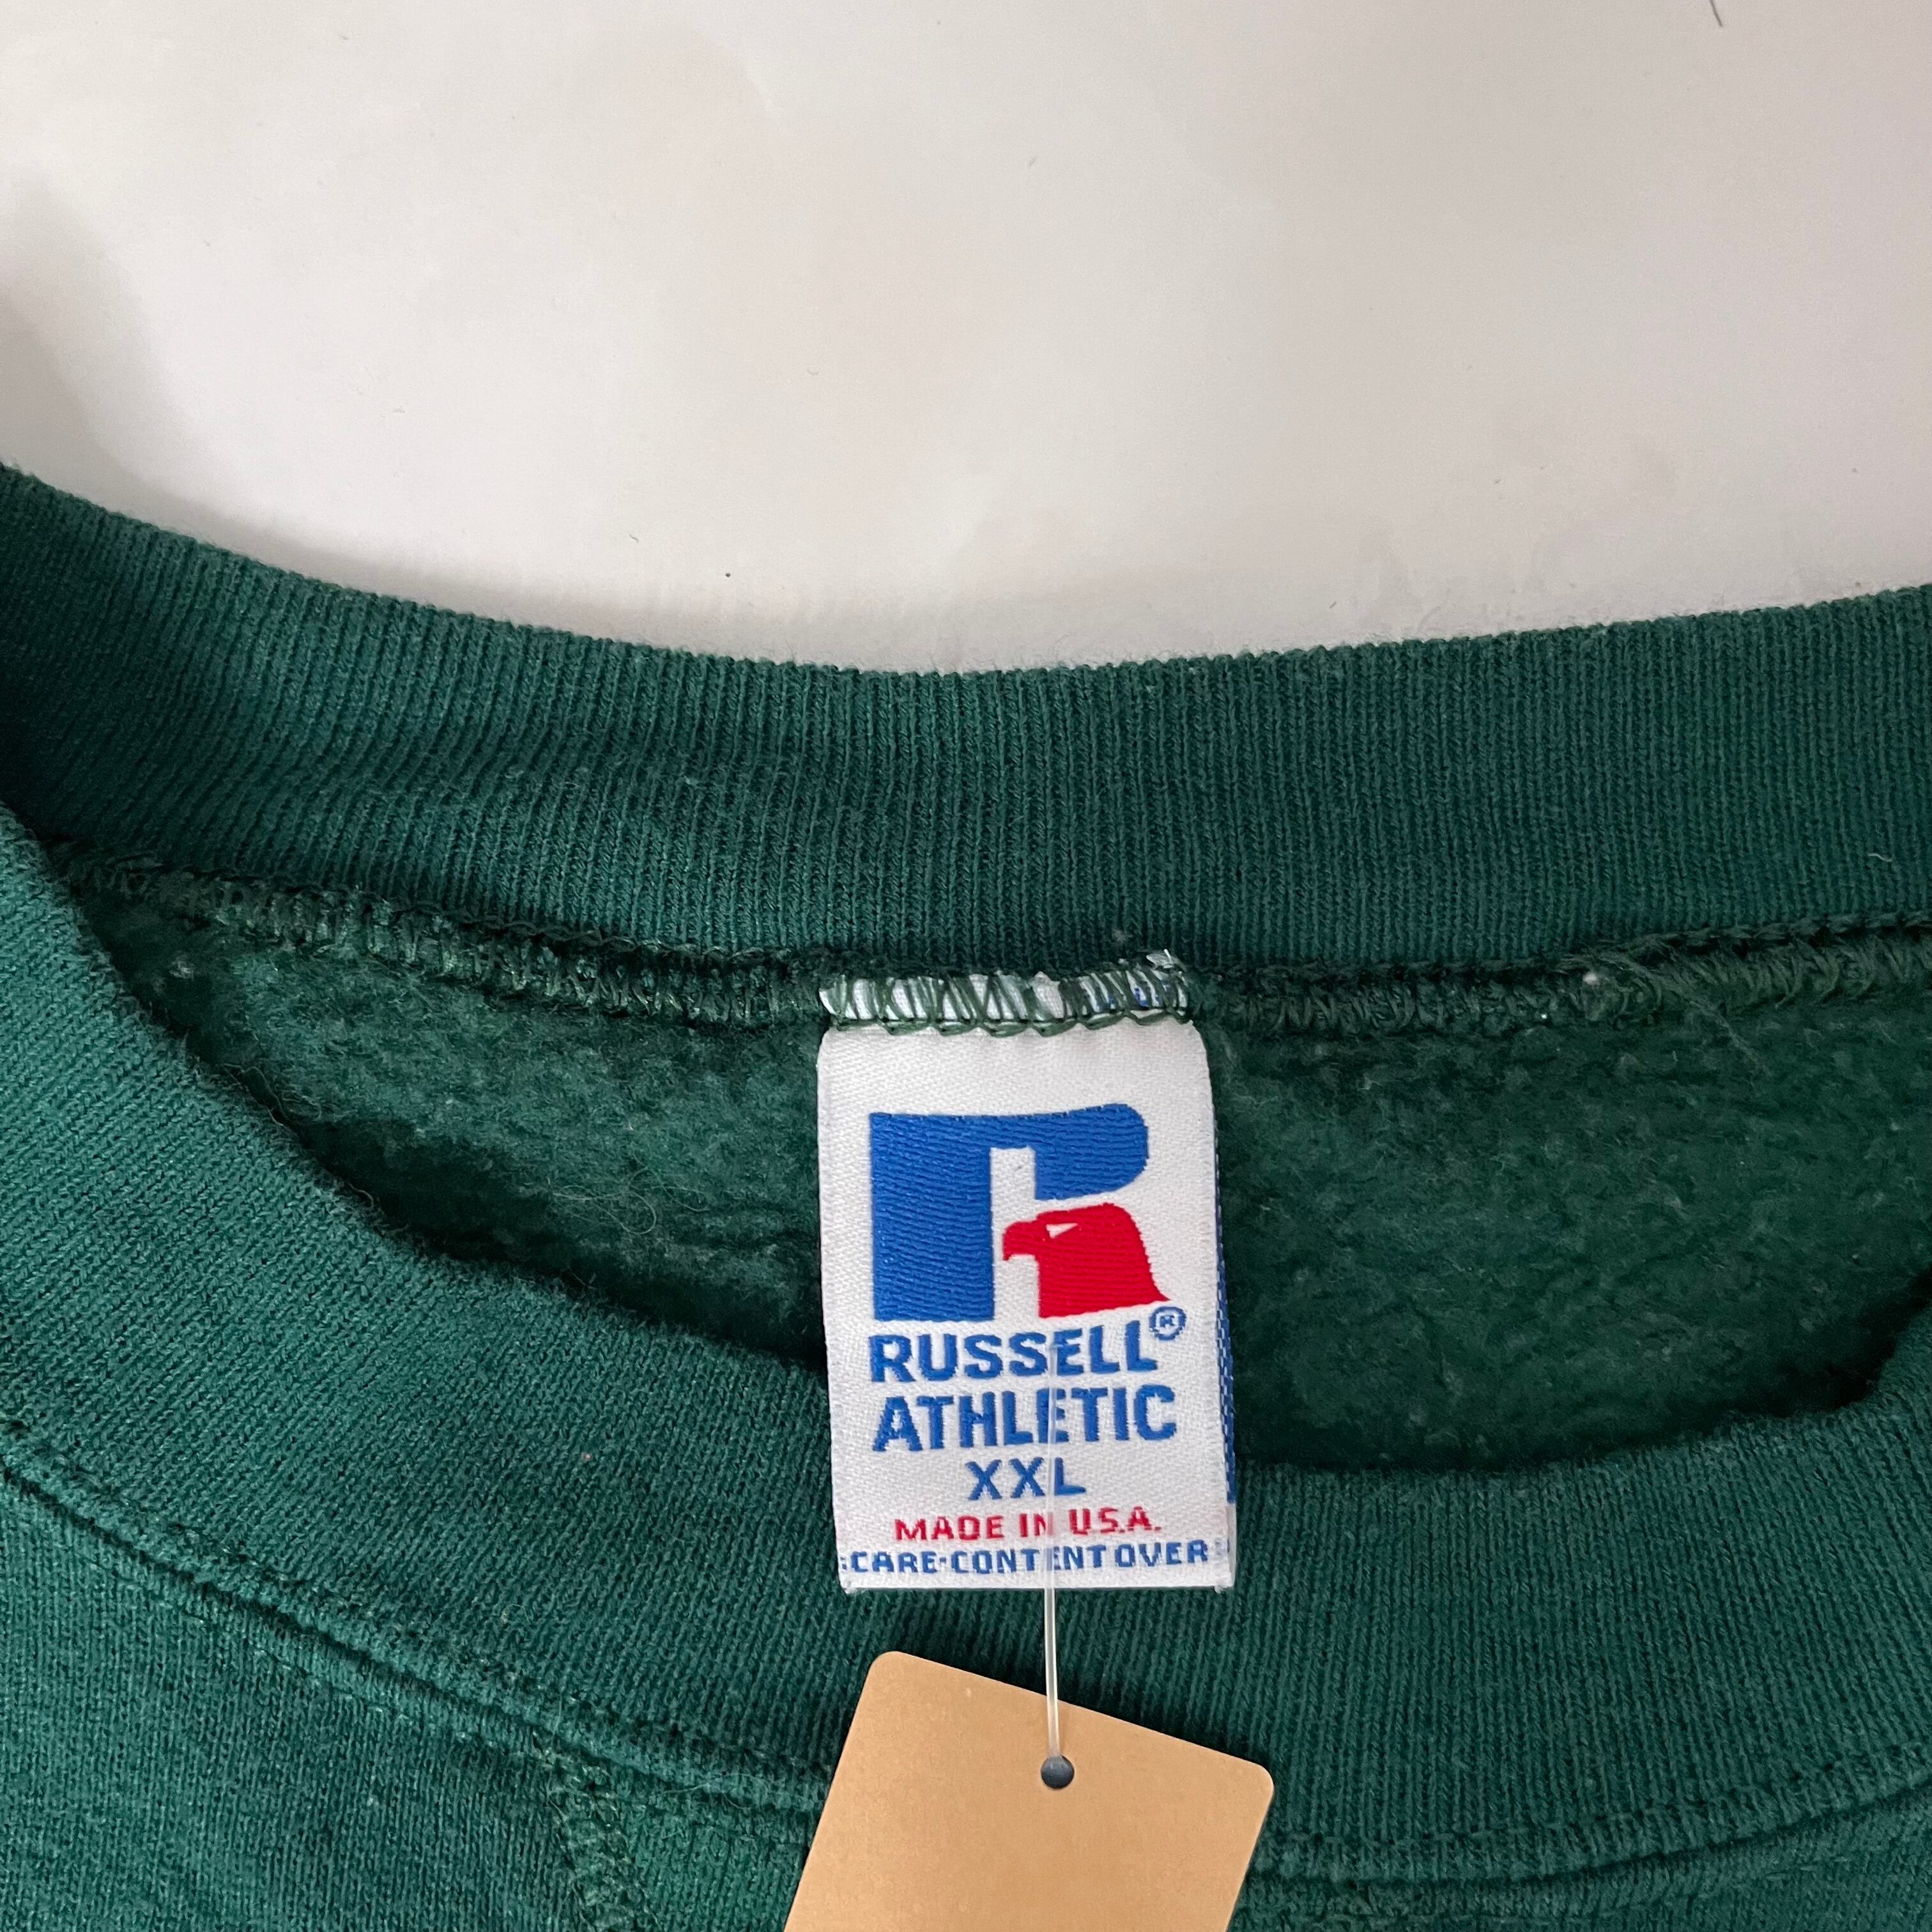 R
RUSSELL®
ATHLETIC
XXL
MADE IN U.S.A.
CARE-CONTENT OVER